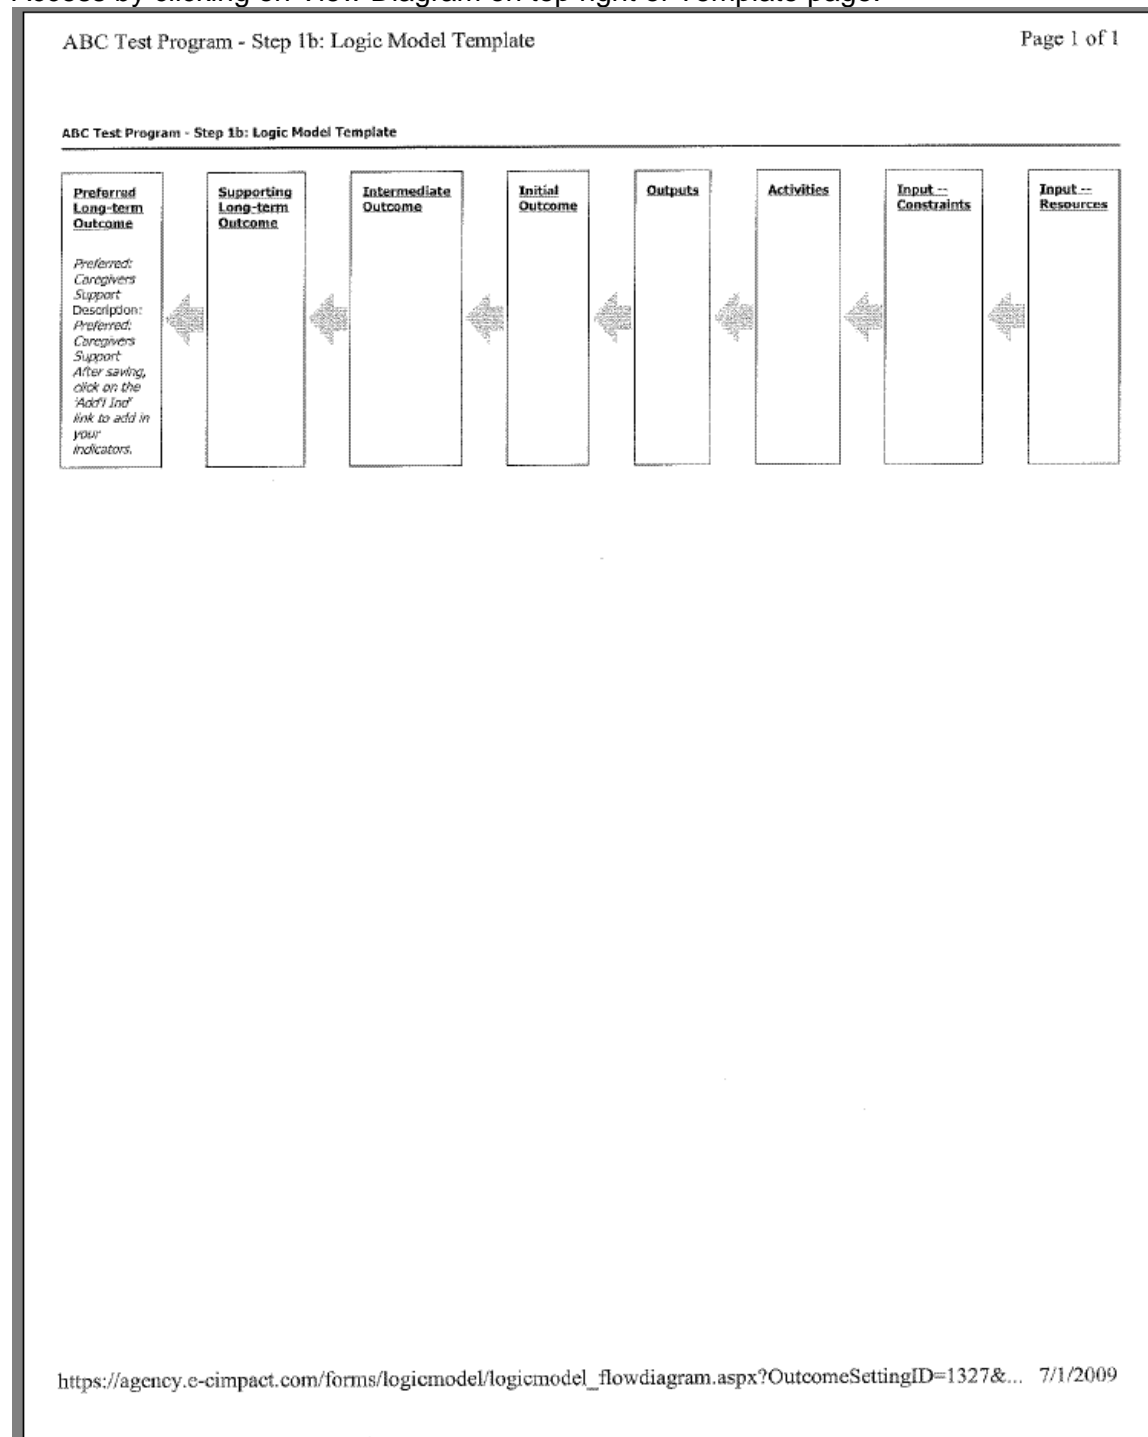 Access by clicking on View Diagram on top right of Template page.
ABC Test Program - Step 1b: Logic Model Template
Page 1 of 1
ABC Test Program - Step 1b: Logic Model Template
Preferred
Long-term
Outcome
Preferred:
Caregivers
Support
Description:
Preferred:
Caregivers
Support
After saving,
click on the
'Add'l Ind'
link to add in
your
indicators.
Supporting
Long-term
Outcome
Intermediate
Outcome
Initial
Outcome
Outputs
Activities
Input --
Constraints
Input --
Resources
https://agency.e-cimpact.com/forms/logicmodel/logicmodel_flowdiagram.aspx?OutcomeSettingID=1327&... 7/1/2009